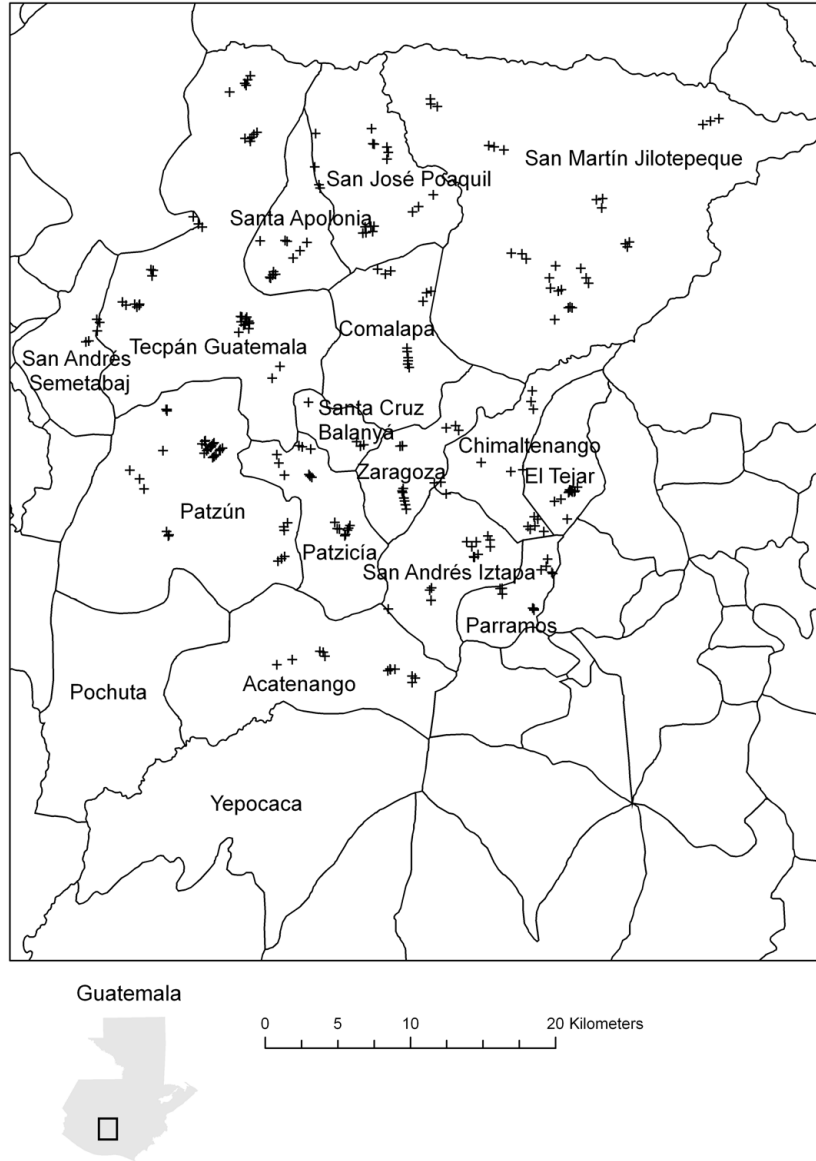 San Martín Jilotepeque
San José Poaquil
Santa Apolonia
Comalapa
Tecpán Guatemala
San Andrés
Semetabaj
Santa Cruz
Balanyá
Chimaltenango
Zaragoza
El Tejar
Patzún
Patzicía
San Andrés Iztapa
Parramos
Acatenango
Pochuta
Yepocaca
Guatemala
0 5 10 20 Kilometers